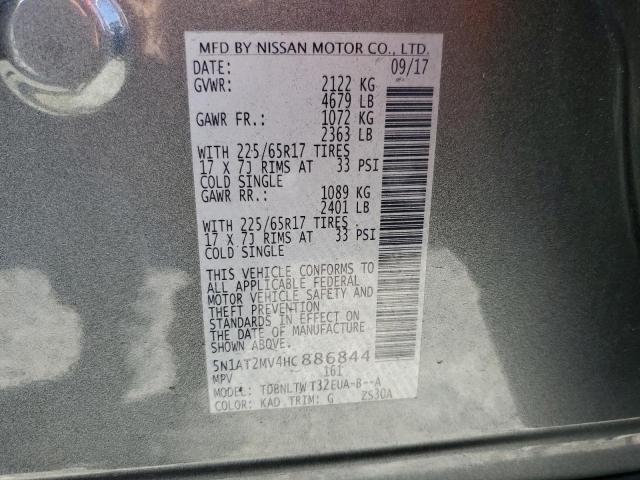 MFD BY NISSAN MOTOR CO., LTD.
DATE: 09/17
GVWR: 2122 KG
4679 LB
GAWR FR.: 1072 KG
2363 LB
WITH 225/65R17 TIRES
17 X 7J RIMS AT 33 PSI
COLD SINGLE
GAWR RR.: 1089 KG
2401 LB
WITH 225/65R17 TIRES
17 X 7J RIMS AT 33 PSI
COLD SINGLE
THIS VEHICLE CONFORMS TO
ALL APPLICABLE FEDERAL
MOTOR VEHICLE SAFETY AND
THEFT PREVENTION
STANDARDS IN EFFECT ON
THE DATE OF MANUFACTURE
SHOWN ABOVE.
5N1AT2MV4HC886844
MPV 161
MODEL: TDBNLTWT32EUA-B--A
COLOR: KAD TRIM: G ZS30A